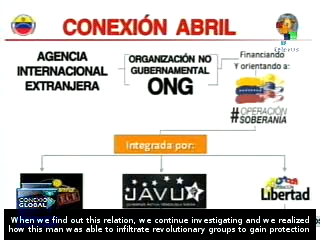 CONEXIÓN ABRIL
AGENCIA
INTERNACIONAL
EXTRANJERA
ORGANIZACIÓN NO
GUBERNAMENTAL
ONG
Financiando
Y orientando a:
#OPERACIÓN
SOBERANIA
Integrada por:
CONEXIÓN
GLOBAL
JAVU
Libertad
When we find out this relation, we continue investigating and we realized
how this man was able to infiltrate revolutionary groups to gain protection